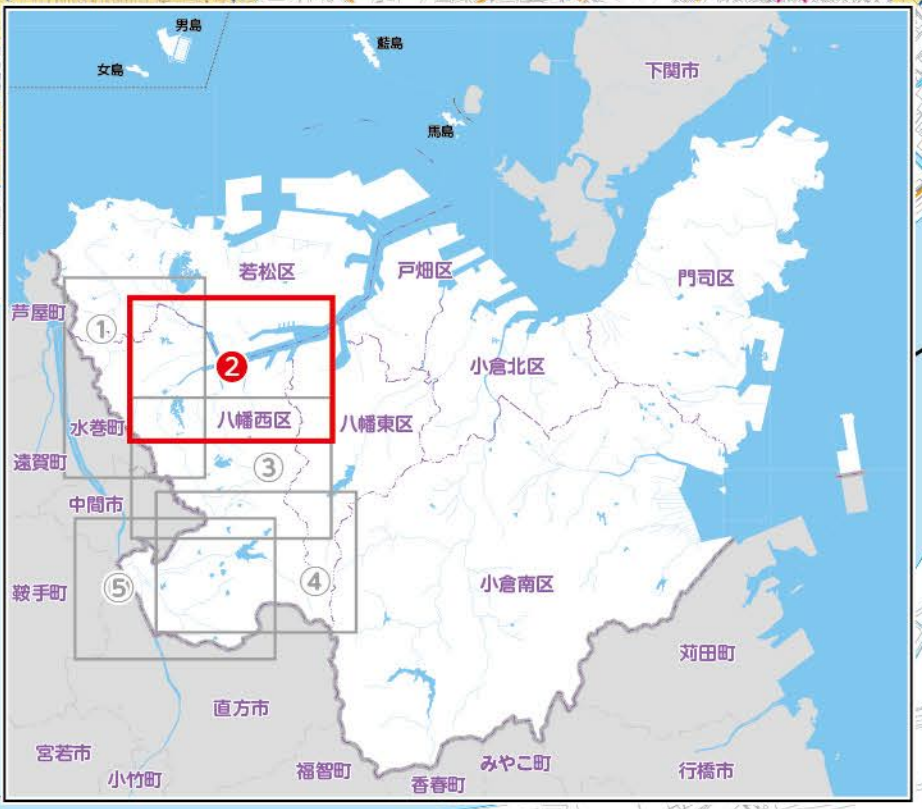 男島
女島
藍島
馬島
下関市
若松区
戸畑区
門司区
芦屋町
①
②
小倉北区
水巻町
八幡西区
八幡東区
遠賀町
③
中間市
鞍手町
⑤
④
小倉南区
苅田町
直方市
宮若市
小竹町
福智町
香春町
みやこ町
行橋市